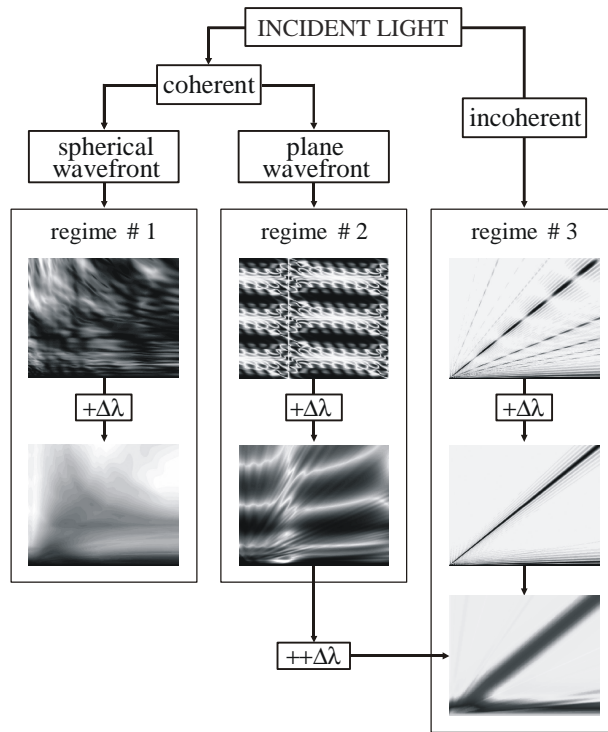 INCIDENT LIGHT
coherent
incoherent
spherical
wavefront
plane
wavefront
regime # 1
regime # 2
regime # 3
+Δλ
+Δλ
+Δλ
++Δλ